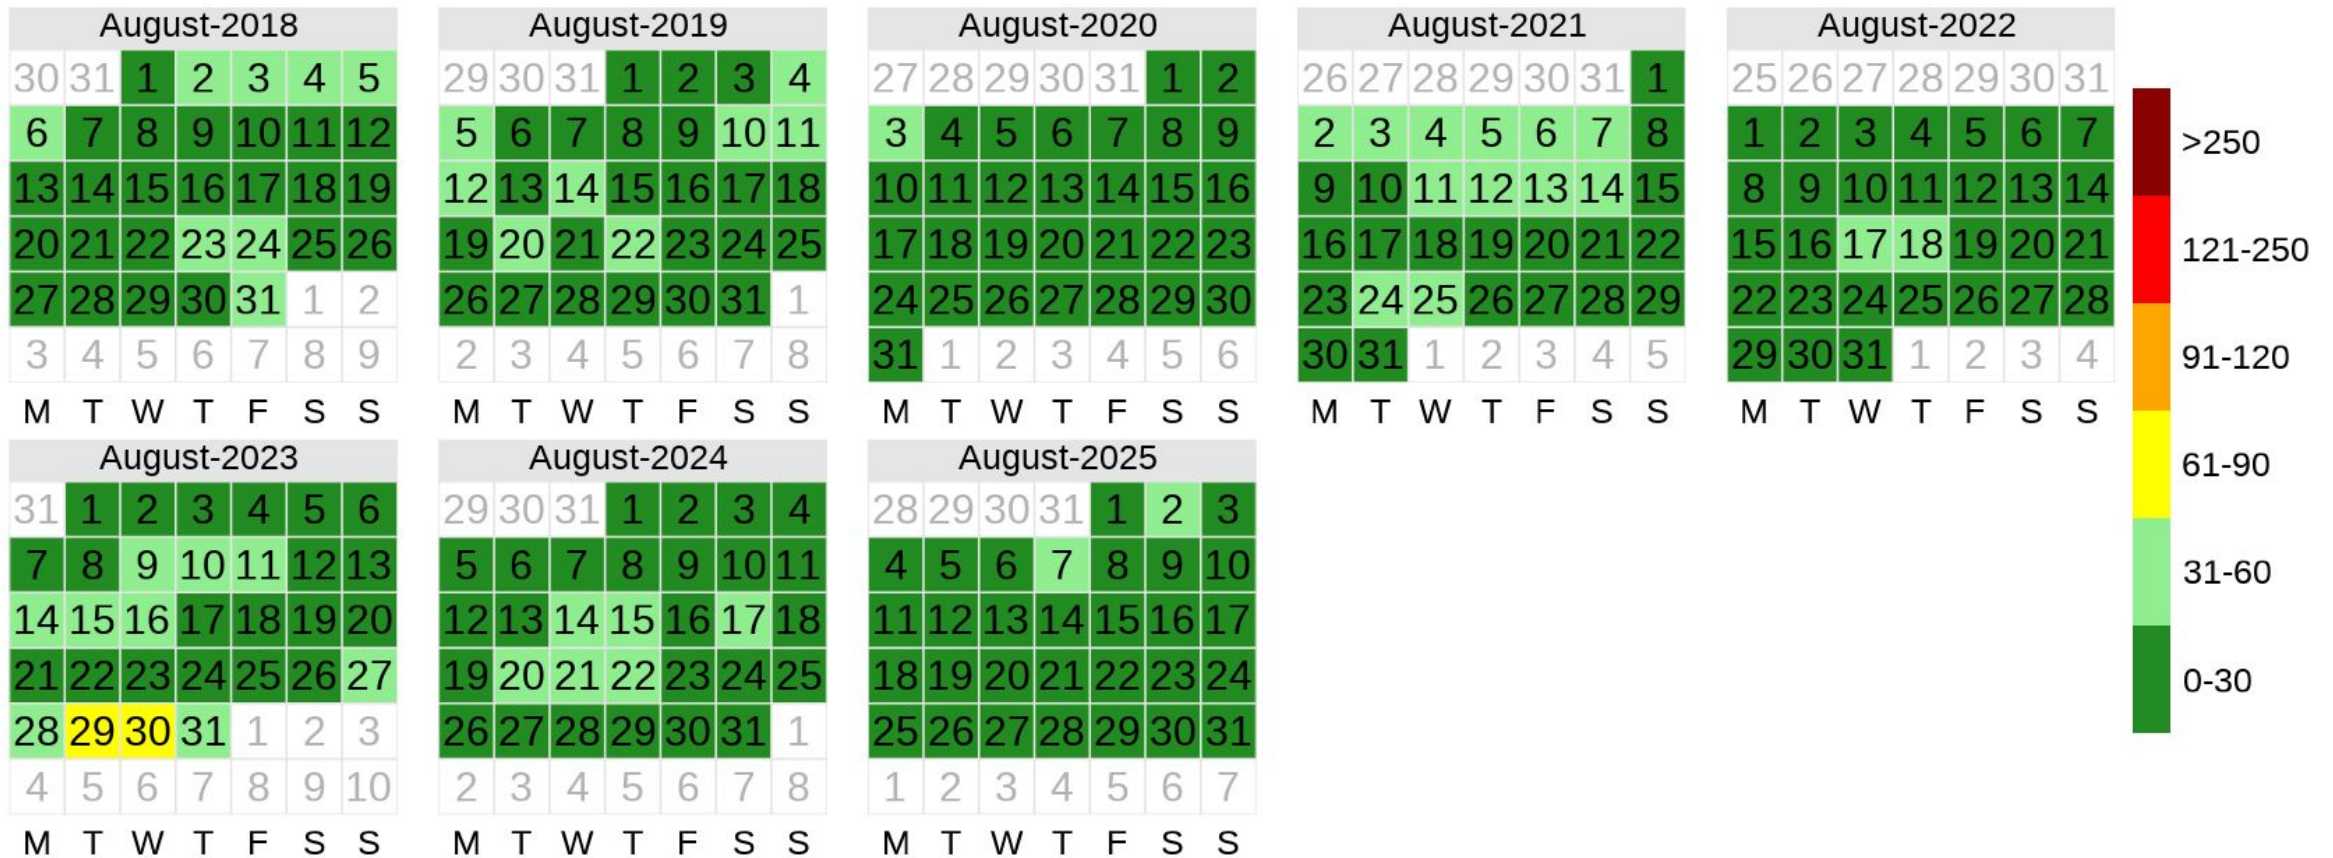 August-2018 August-2019 August-2020 August-2021 August-2022
30 31 1 2 3 4 5 29 30 31 1 2 3 4 27 28 29 30 31 1 2 26 27 28 29 30 31 1 25 26 27 28 29 30 31
6 7 8 9 10 11 12 5 6 7 8 9 10 11 3 4 5 6 7 8 9 2 3 4 5 6 7 8 1 2 3 4 5 6 7
>250
13 14 15 16 17 18 19 12 13 14 15 16 17 18 10 11 12 13 14 15 16 9 10 11 12 13 14 15 8 9 10 11 12 13 14
20 21 22 23 24 25 26 19 20 21 22 23 24 25 17 18 19 20 21 22 23 16 17 18 19 20 21 22 15 16 17 18 19 20 21
121-250
27 28 29 30 31 1 2 26 27 28 29 30 31 1 24 25 26 27 28 29 30 23 24 25 26 27 28 29 22 23 24 25 26 27 28
3 4 5 6 7 8 9 2 3 4 5 6 7 8 31 1 2 3 4 5 6 30 31 1 2 3 4 5 29 30 31 1 2 3 4
91-120
M T W T F S S M T W T F S S M T W T F S S M T W T F S S M T W T F S S
August-2023 August-2024 August-2025
61-90
31 1 2 3 4 5 6 29 30 31 1 2 3 4 28 29 30 31 1 2 3
7 8 9 10 11 12 13 5 6 7 8 9 10 11 4 5 6 7 8 9 10
31-60
14 15 16 17 18 19 20 12 13 14 15 16 17 18 11 12 13 14 15 16 17
21 22 23 24 25 26 27 19 20 21 22 23 24 25 18 19 20 21 22 23 24
0-30
28 29 30 31 1 2 3 26 27 28 29 30 31 1 25 26 27 28 29 30 31
4 5 6 7 8 9 10 2 3 4 5 6 7 8 1 2 3 4 5 6 7
M T W T F S S M T W T F S S M T W T F S S